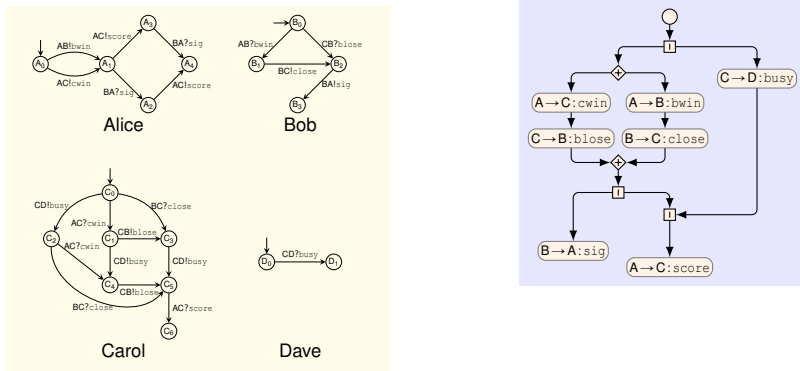 A3
AC!score
BA?sig
AB!bwin
A0
A1
A4
AC!cwin
BA?sig
AC!score
A2
Alice
B0
AB?bwin
CB?blose
B1
B2
BC!close
BA!sig
B3
Bob
C0
CD!busy
BC?close
AC?cwin
C2
C1
CB!blose
C3
AC?cwin
CD!busy
CD!busy
C4
CB!blose
C5
BC?close
AC?score
C6
Carol
D0
CD?busy
D1
Dave
C→D:busy
A→C:cwin
A→B:bwin
C→B:blose
B→C:close
B→A:sig
A→C:score